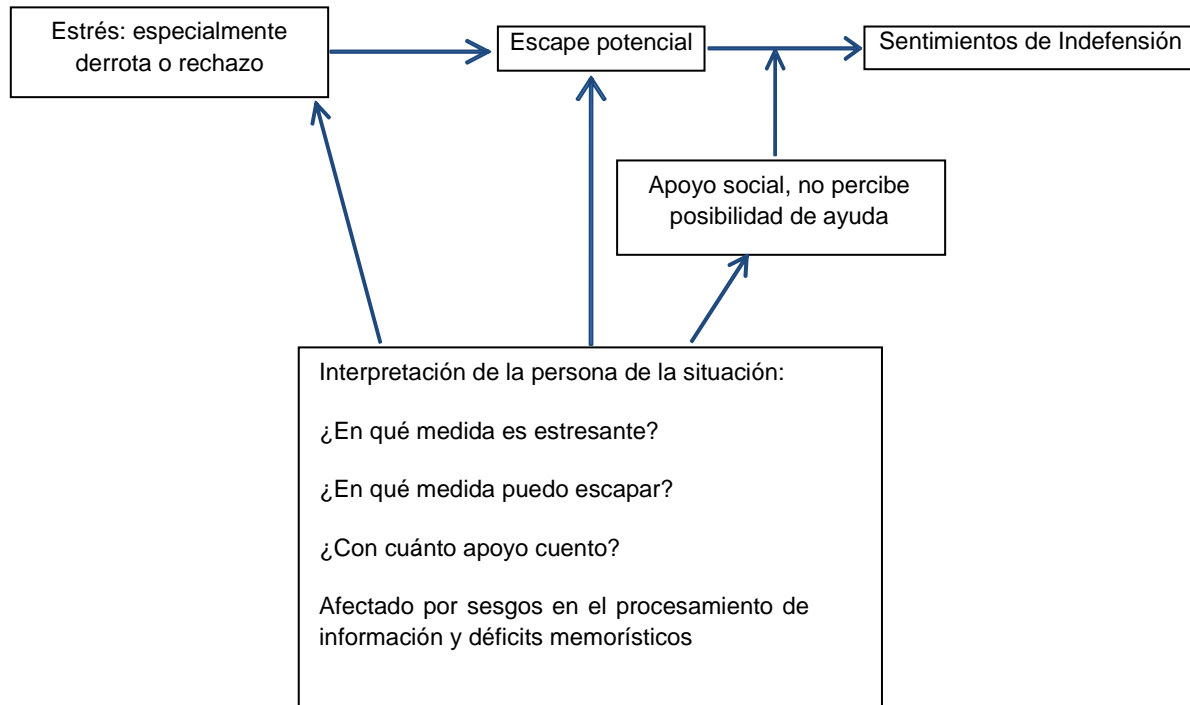 Estrés: especialmente
derrota o rechazo
Escape potencial
Sentimientos de Indefensión
Apoyo social, no percibe
posibilidad de ayuda
Interpretación de la persona de la situación:
¿En qué medida es estresante?
¿En qué medida puedo escapar?
¿Con cuánto apoyo cuento?
Afectado por sesgos en el procesamiento de
información y déficits memorísticos